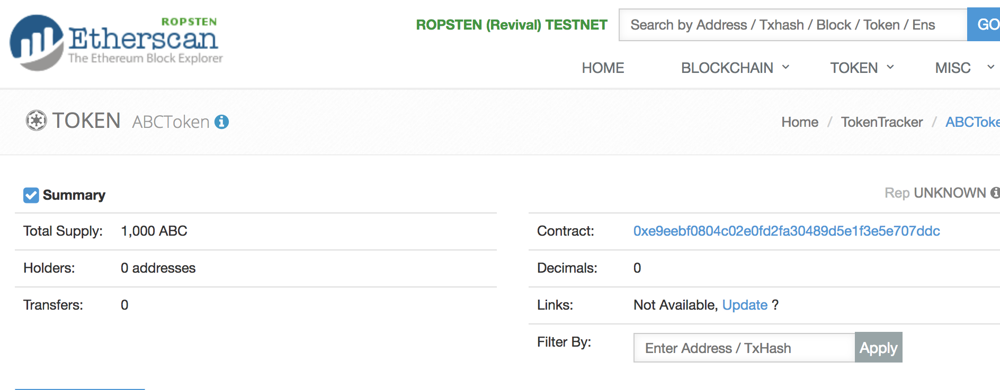 ROPSTEN
Etherscan
The Ethereum Block Explorer
ROPSTEN (Revival) TESTNET
Search by Address / Txhash / Block / Token / Ens
GO
HOME BLOCKCHAIN TOKEN MISC
TOKEN ABCToken
Home / TokenTracker / ABCToke
Summary
Rep UNKNOWN
Total Supply: 1,000 ABC
Holders: 0 addresses
Transfers: 0
Contract: 0xe9eebf0804c02e0fd2fa30489d5e1f3e5e707ddc
Decimals: 0
Links: Not Available, Update ?
Filter By: Enter Address / TxHash Apply